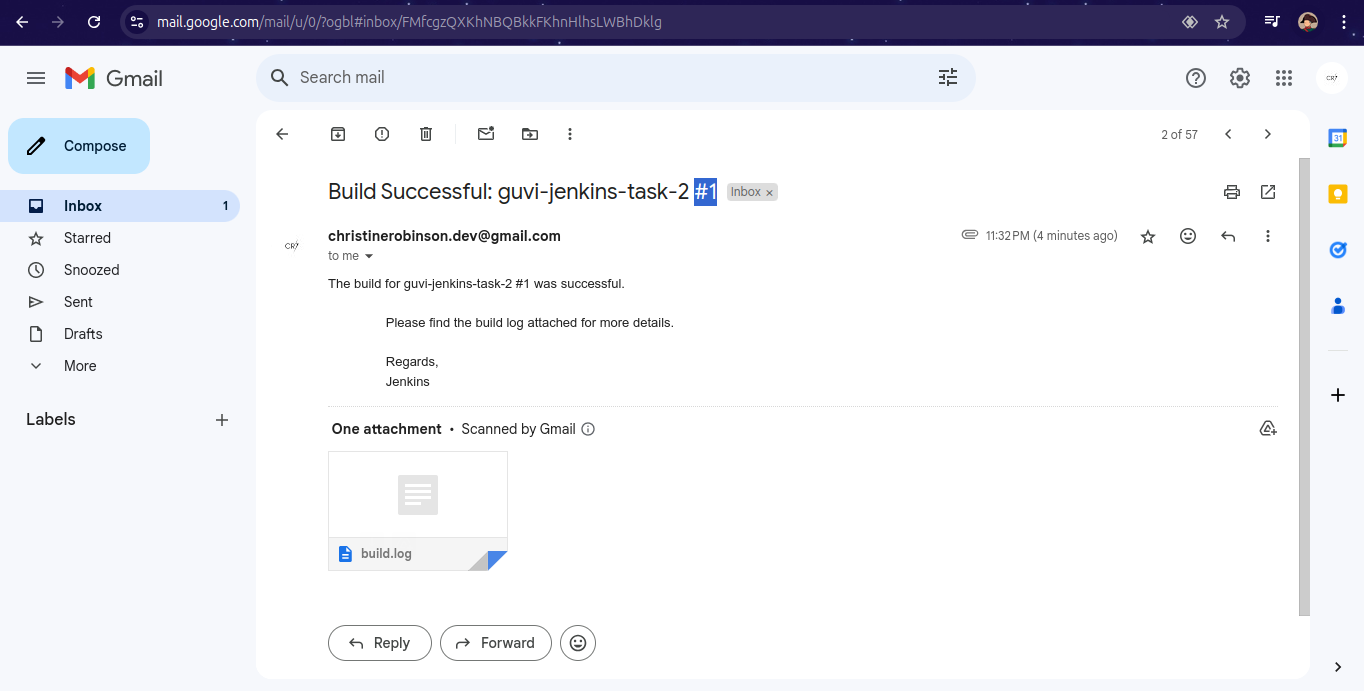 mail.google.com/mail/u/0/?ogbl#inbox/FMfcgzQXKhNBQBkkFKhnHlhsLWBhDklg
Gmail
Search mail
CR7
Compose
2 of 57
31
Build Successful: guvi-jenkins-task-2 #1 Inbox ×
Inbox 1
CR7
christinerobinson.dev@gmail.com
11:32 PM (4 minutes ago)
Starred
to me
Snoozed
The build for guvi-jenkins-task-2 #1 was successful.
Sent
Please find the build log attached for more details.
Drafts
More
Regards,
Jenkins
Labels
One attachment • Scanned by Gmail
build.log
Reply
Forward